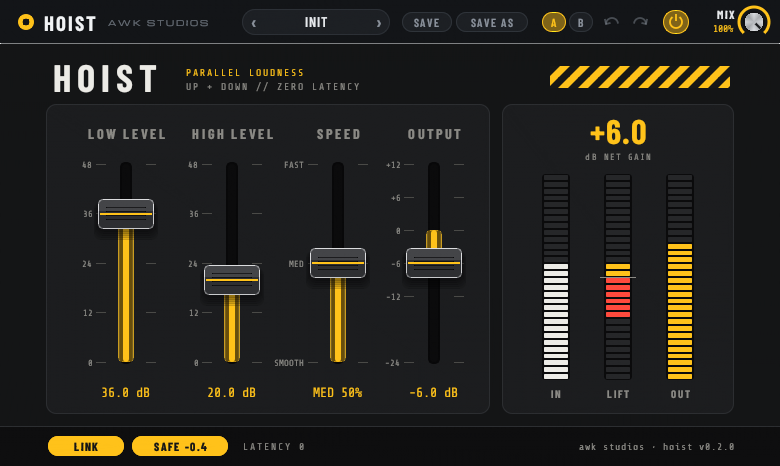 HOIST AWK STUDIOS ‹ INIT › SAVE SAVE AS A B MIX 100%
HOIST
PARALLEL LOUDNESS
UP + DOWN // ZERO LATENCY
LOW LEVEL HIGH LEVEL SPEED OUTPUT
48 48 FAST +12
+6
36 36
0
24 24 MED -6
12 12 -12
0 0 SMOOTH -24
36.0 dB 20.0 dB MED 50% -6.0 dB
+6.0
dB NET GAIN
IN LIFT OUT
LINK SAFE -0.4 LATENCY 0 awk studios · hoist v0.2.0